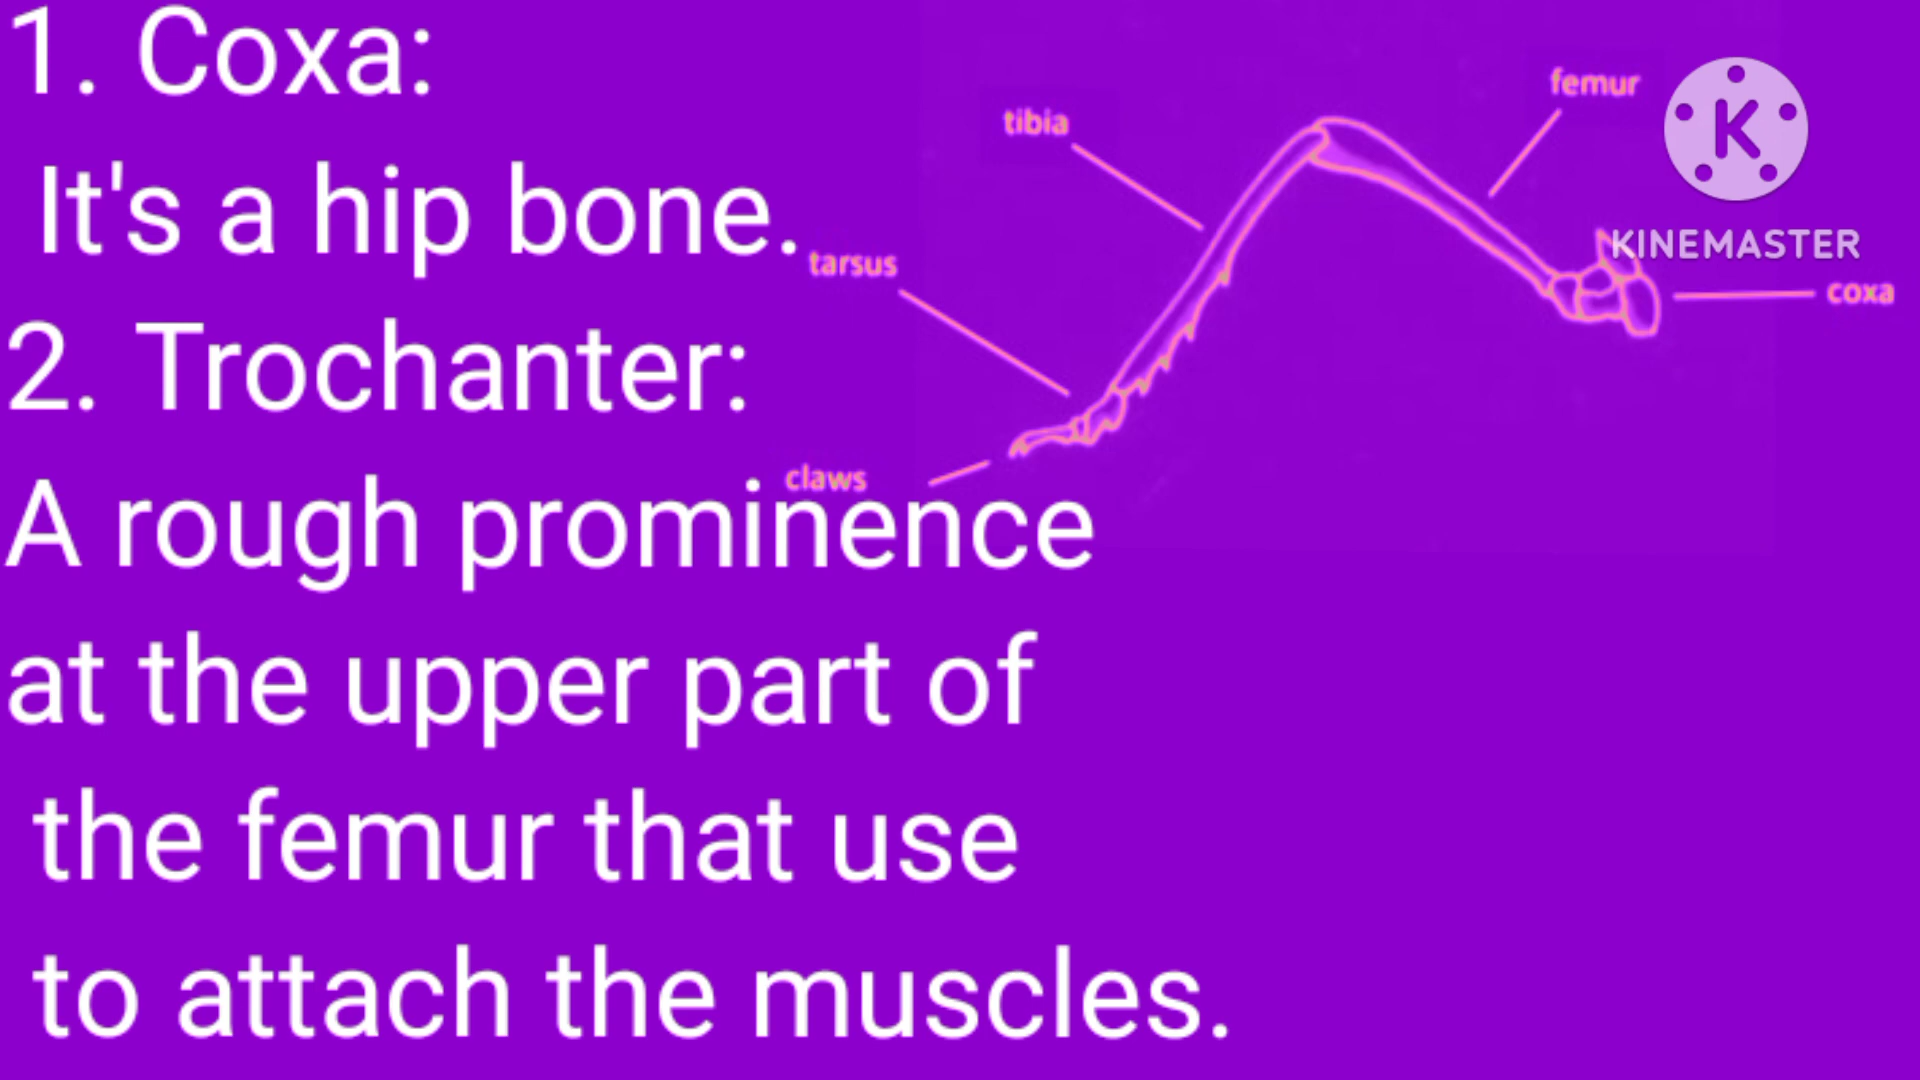 1. Coxa:
It's a hip bone.
2. Trochanter:
A rough prominence
at the upper part of
the femur that use
to attach the muscles.
tibia
femur
tarsus
coxa
claws
K
KINEMASTER